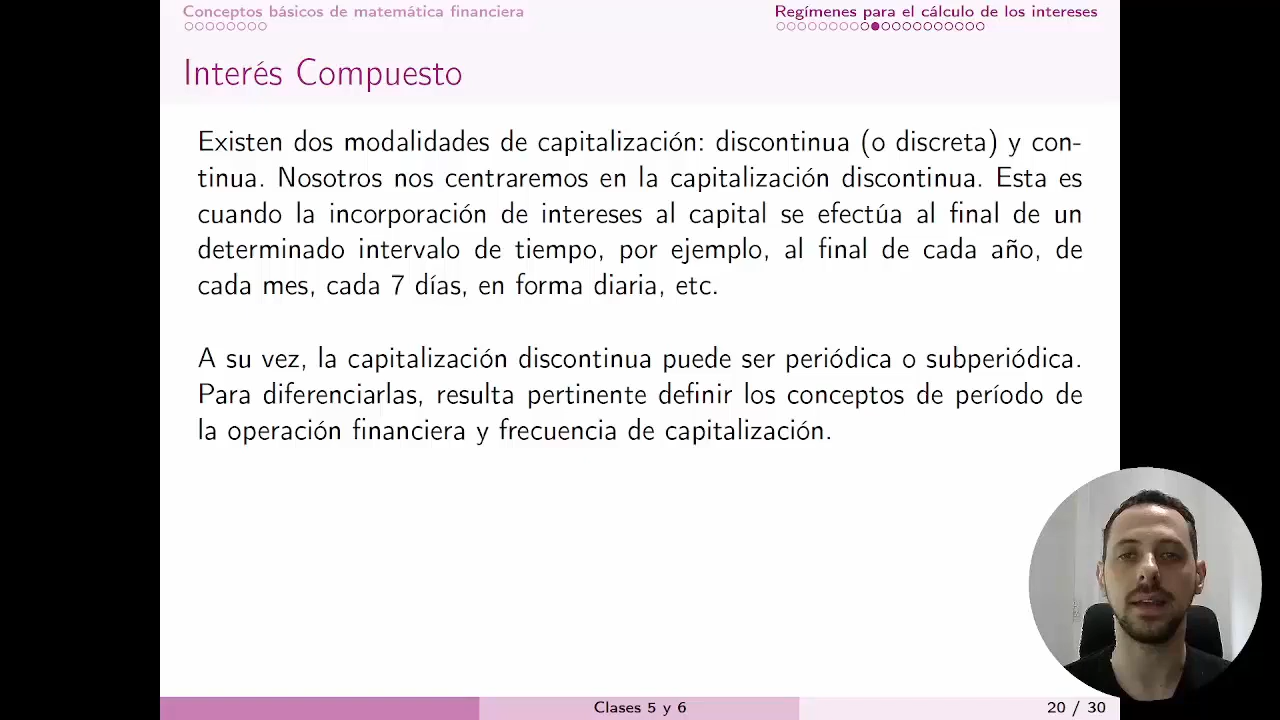 Conceptos básicos de matemática financiera
Regímenes para el cálculo de los intereses
Interés Compuesto
Existen dos modalidades de capitalización: discontinua (o discreta) y con-
tinua. Nosotros nos centraremos en la capitalización discontinua. Esta es
cuando la incorporación de intereses al capital se efectúa al final de un
determinado intervalo de tiempo, por ejemplo, al final de cada año, de
cada mes, cada 7 días, en forma diaria, etc.
A su vez, la capitalización discontinua puede ser periódica o subperiódica.
Para diferenciarlas, resulta pertinente definir los conceptos de período de
la operación financiera y frecuencia de capitalización.
Clases 5 y 6
20 / 30